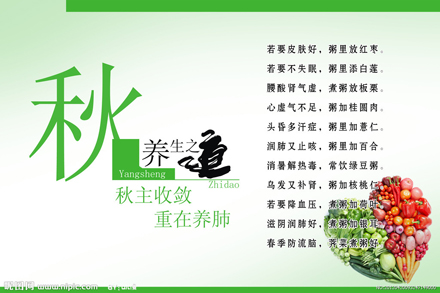 秋
养生之道
Yangsheng
Zhidao
秋主收敛
重在养肺
若要皮肤好，粥里放红枣。
若要不失眠，粥里添白莲。
腰酸肾气虚，煮粥放板栗。
心虚气不足，粥加桂圆肉。
头昏多汗症，粥里加薏仁。
润肺又止咳，粥里加百合。
消暑解热毒，常饮绿豆粥。
乌发又补肾，粥加核桃仁。
若要降血压，煮粥加荷叶。
滋阴润肺好，煮粥加银耳。
春季防流脑，荠菜煮粥好。
昵图网 www.nipic.com